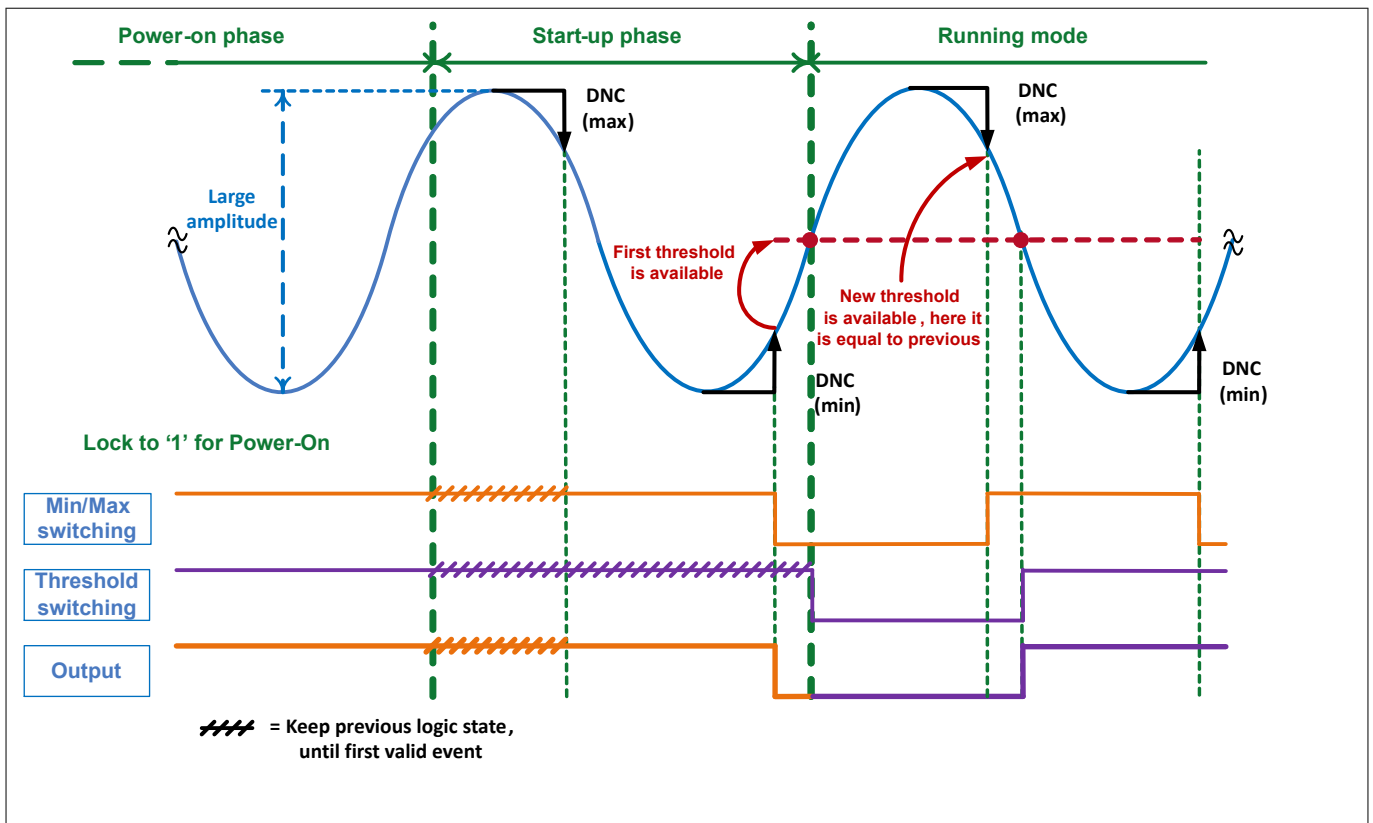 Power-on phase
Start-up phase
Running mode
DNC
(max)
DNC
(max)
Large
amplitude
First threshold
is available
New threshold
is available , here it
is equal to previous
DNC
(min)
DNC
(min)
Lock to ‘1’ for Power-On
Min/Max
switching
Threshold
switching
Output
= Keep previous logic state ,
until first valid event